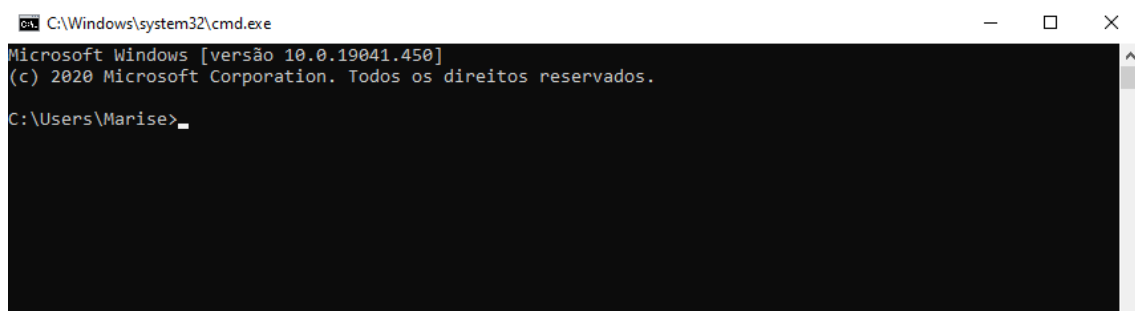 C:\Windows\system32\cmd.exe
Microsoft Windows [versão 10.0.19041.450]
(c) 2020 Microsoft Corporation. Todos os direitos reservados.
C:\Users\Marise>